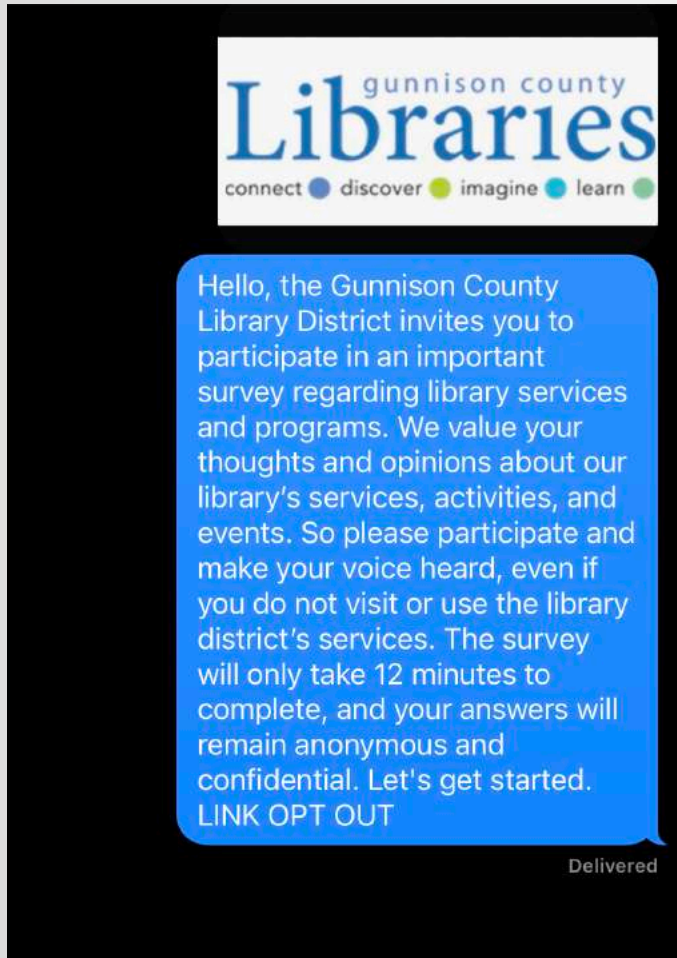 gunnison county
Libraries
connect discover imagine learn
Hello, the Gunnison County
Library District invites you to
participate in an important
survey regarding library services
and programs. We value your
thoughts and opinions about our
library's services, activities, and
events. So please participate and
make your voice heard, even if
you do not visit or use the library
district's services. The survey
will only take 12 minutes to
complete, and your answers will
remain anonymous and
confidential. Let's get started.
LINK OPT OUT
Delivered